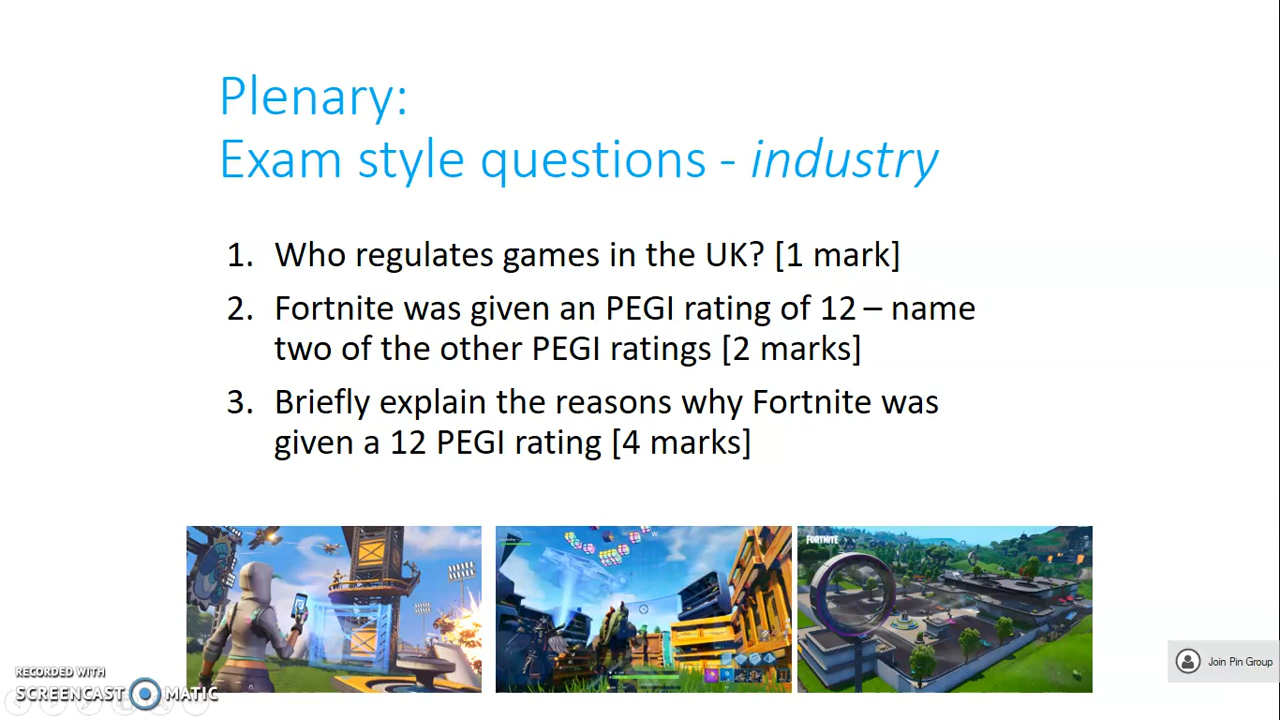 Plenary:
Exam style questions - industry
1. Who regulates games in the UK? [1 mark]
2. Fortnite was given an PEGI rating of 12 – name
two of the other PEGI ratings [2 marks]
3. Briefly explain the reasons why Fortnite was
given a 12 PEGI rating [4 marks]
FORTNITE
Join Pin Group
RECORDED WITH
SCREENCAST MATIC